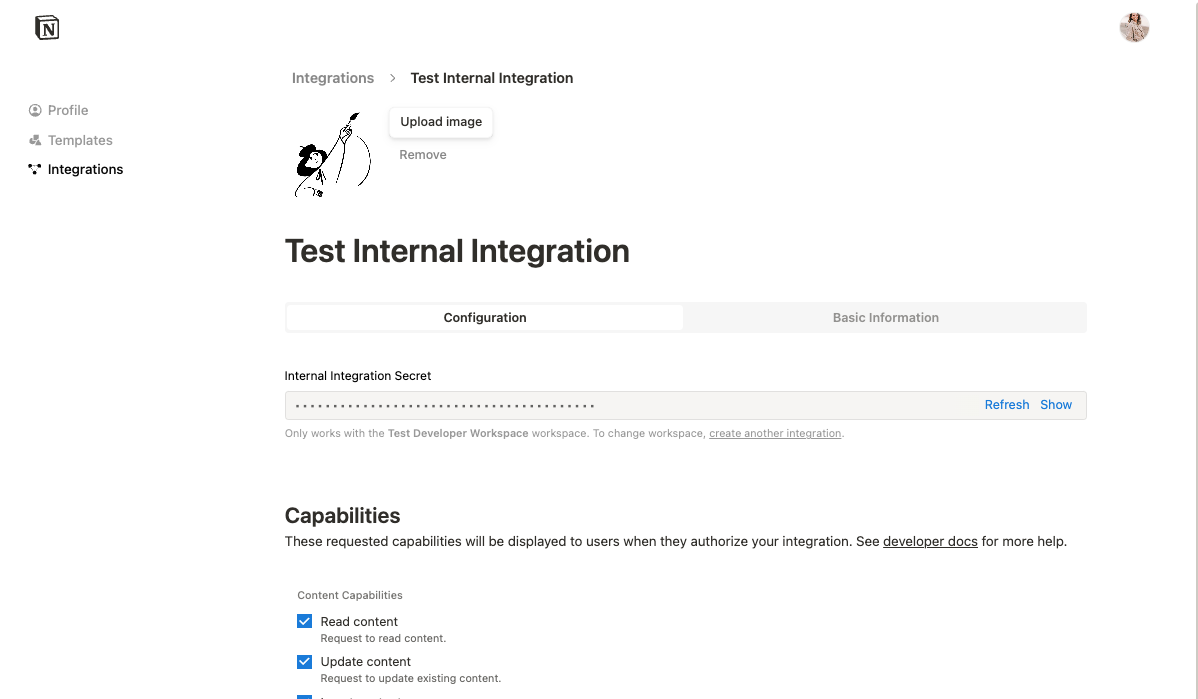 N
Integrations > Test Internal Integration
Upload image
Profile
Remove
Templates
Integrations
Test Internal Integration
Configuration
Basic Information
Internal Integration Secret
•••••••••••••••••••••••••••••••••••••••• Refresh Show
Only works with the Test Developer Workspace workspace. To change workspace, create another integration.
Capabilities
These requested capabilities will be displayed to users when they authorize your integration. See developer docs for more help.
Content Capabilities
Read content
Request to read content.
Update content
Request to update existing content.